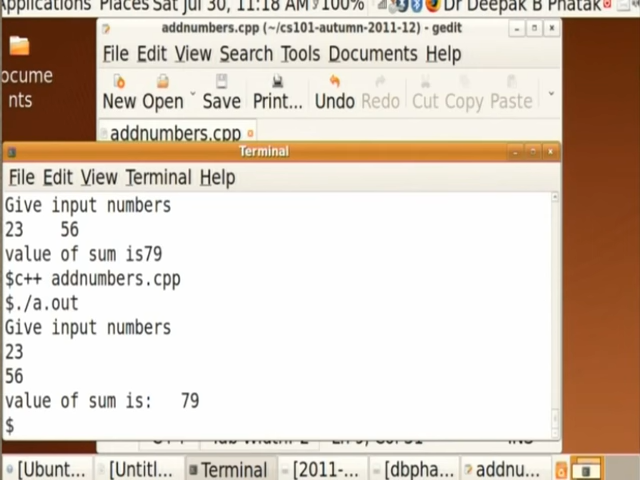 Applications Places Sat Jul 30, 11:18 AM 100% Dr Deepak B Phatak
addnumbers.cpp (~/cs101-autumn-2011-12) - gedit
File Edit View Search Tools Documents Help
ocume
nts
New Open Save Print... Undo Redo Cut Copy Paste
addnumbers.cpp
Terminal
File Edit View Terminal Help
Give input numbers
23 56
value of sum is79
$c++ addnumbers.cpp
$./a.out
Give input numbers
23
56
value of sum is: 79
$
[Ubunt... [Untitl... Terminal [2011-... [dbpha... addnu...